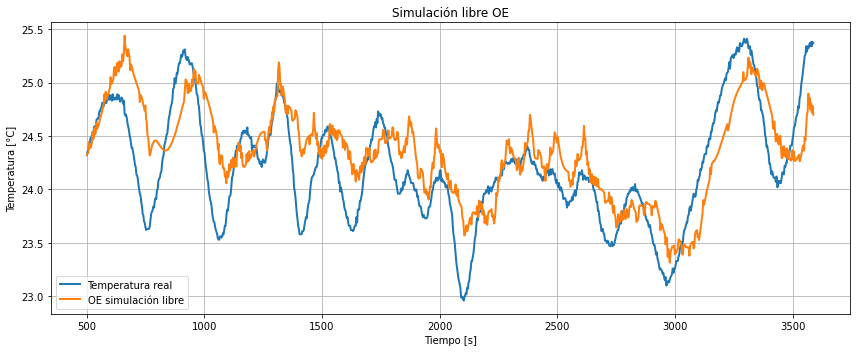 Simulación libre OE
25.5
25.0
24.5
24.0
23.5
23.0
Temperatura [°C]
Temperatura real
OE simulación libre
500
1000
1500
2000
2500
3000
3500
Tiempo [s]